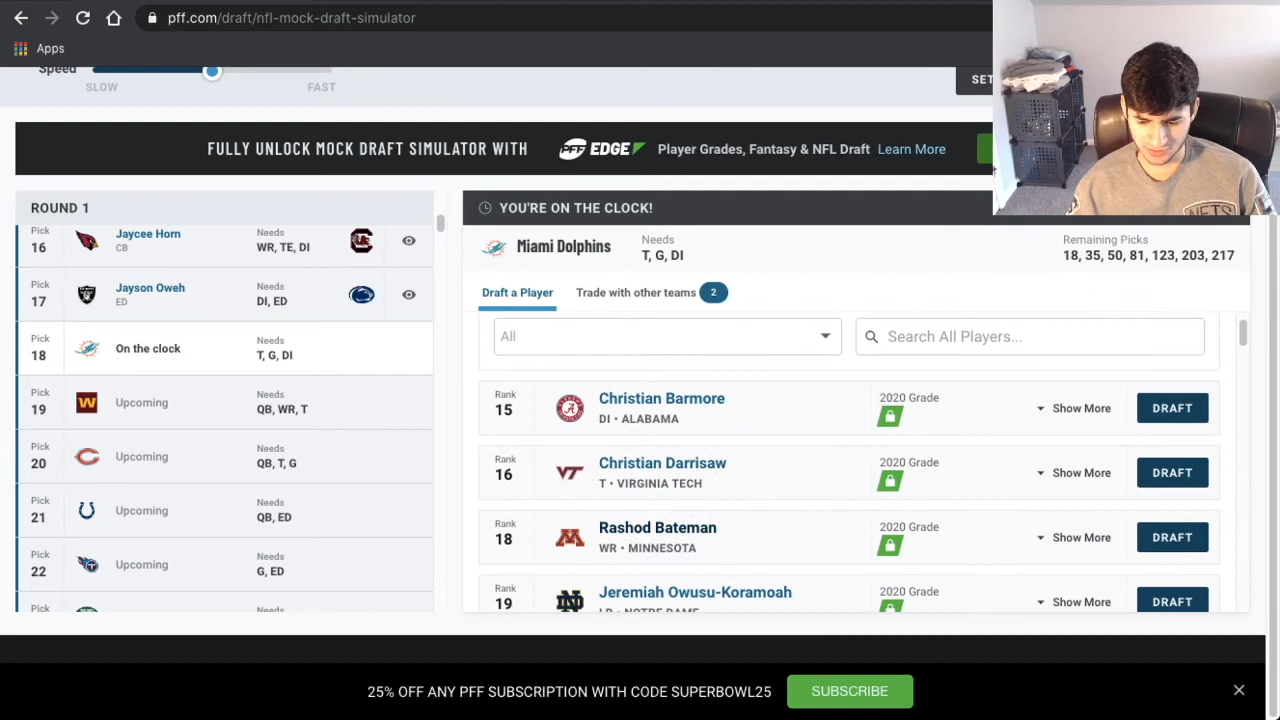 pff.com/draft/nfl-mock-draft-simulator
Apps
Speed
SLOW
FAST
SET
FULLY UNLOCK MOCK DRAFT SIMULATOR WITH
PFF EDGE
Player Grades, Fantasy & NFL Draft Learn More
ROUND 1
Pick
16
Jaycee Horn
CB
Needs
WR, TE, DI
Pick
17
Jayson Oweh
ED
Needs
DI, ED
Pick
18
On the clock
Needs
T, G, DI
Pick
19
Upcoming
Needs
QB, WR, T
Pick
20
Upcoming
Needs
QB, T, G
Pick
21
Upcoming
Needs
QB, ED
Pick
22
Upcoming
Needs
G, ED
Pick
Needs
YOU'RE ON THE CLOCK!
Miami Dolphins
Needs
T, G, DI
Remaining Picks
18, 35, 50, 81, 123, 203, 217
Draft a Player
Trade with other teams 2
All
Search All Players...
Rank
15
Christian Barmore
DI • ALABAMA
2020 Grade
Show More
DRAFT
Rank
16
Christian Darrisaw
T • VIRGINIA TECH
2020 Grade
Show More
DRAFT
Rank
18
Rashod Bateman
WR • MINNESOTA
2020 Grade
Show More
DRAFT
Rank
19
Jeremiah Owusu-Koramoah
LB • NOTRE DAME
2020 Grade
Show More
DRAFT
NETS
25% OFF ANY PFF SUBSCRIPTION WITH CODE SUPERBOWL25
SUBSCRIBE